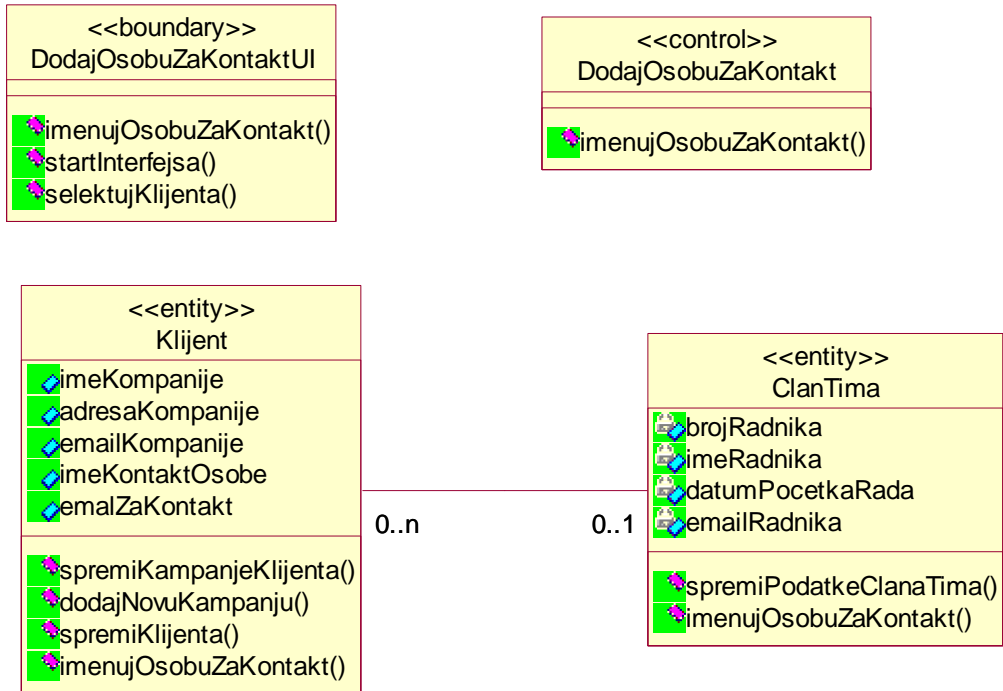 <<boundary>>
DodajOsobuZaKontaktUI
imenujOsobuZaKontakt()
startInterfejsa()
selektujKlijenta()
<<control>>
DodajOsobuZaKontakt
imenujOsobuZaKontakt()
<<entity>>
Klijent
imeKompanije
adresaKompanije
emailKompanije
imeKontaktOsobe
emalZaKontakt
spremiKampanjeKlijenta()
dodajNovuKampanju()
spremiKlijenta()
imenujOsobuZaKontakt()
0..n
0..1
<<entity>>
ClanTima
brojRadnika
imeRadnika
datumPocetkaRada
emailRadnika
spremiPodatkeClanaTima()
imenujOsobuZaKontakt()